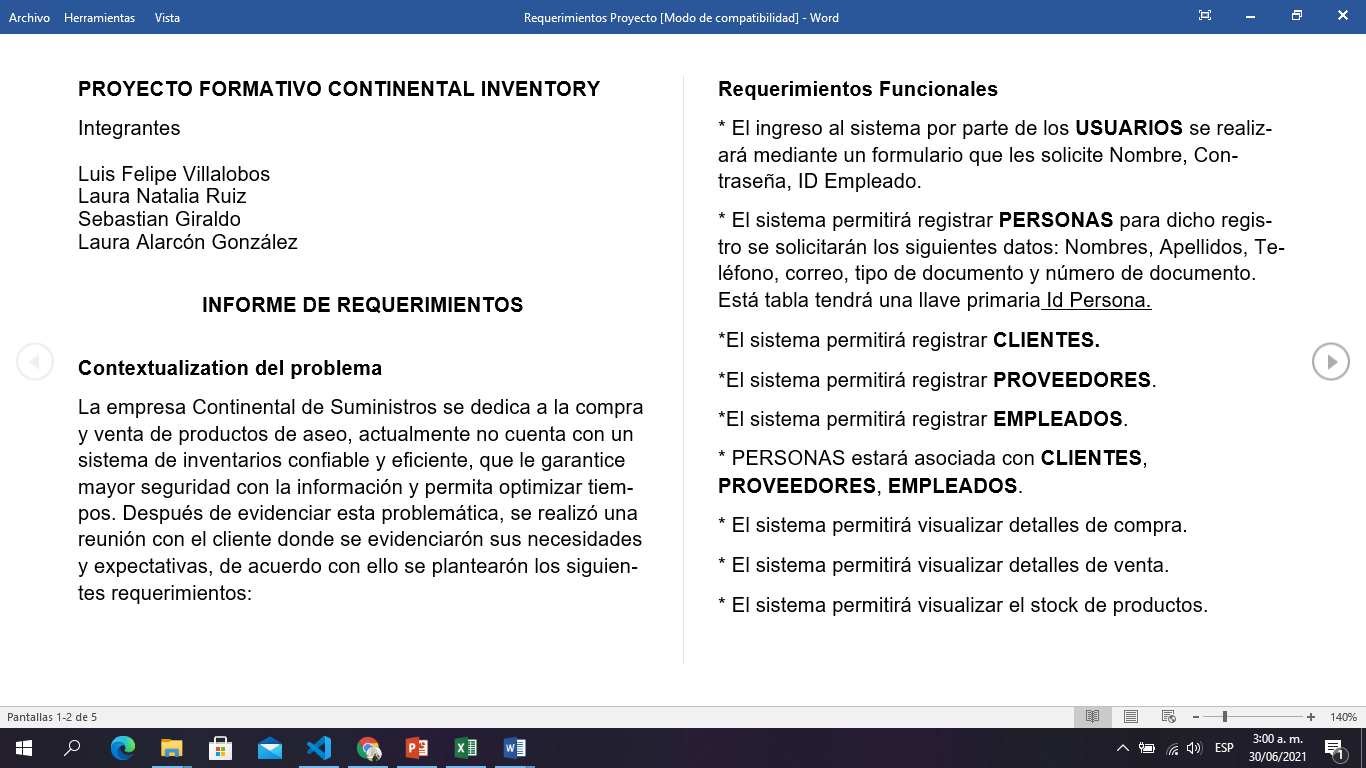 Archivo Herramientas Vista
Requerimientos Proyecto [Modo de compatibilidad] - Word
PROYECTO FORMATIVO CONTINENTAL INVENTORY
Integrantes
Luis Felipe Villalobos
Laura Natalia Ruiz
Sebastian Giraldo
Laura Alarcón González
INFORME DE REQUERIMIENTOS
Contextualization del problema
La empresa Continental de Suministros se dedica a la compra
y venta de productos de aseo, actualmente no cuenta con un
sistema de inventarios confiable y eficiente, que le garantice
mayor seguridad con la información y permita optimizar tiem-
pos. Después de evidenciar esta problemática, se realizó una
reunión con el cliente donde se evidenciarón sus necesidades
y expectativas, de acuerdo con ello se plantearón los siguien-
tes requerimientos:
Requerimientos Funcionales
* El ingreso al sistema por parte de los USUARIOS se realiz-
ará mediante un formulario que les solicite Nombre, Con-
traseña, ID Empleado.
* El sistema permitirá registrar PERSONAS para dicho regis-
tro se solicitarán los siguientes datos: Nombres, Apellidos, Te-
léfono, correo, tipo de documento y número de documento.
Está tabla tendrá una llave primaria Id Persona.
*El sistema permitirá registrar CLIENTES.
*El sistema permitirá registrar PROVEEDORES.
*El sistema permitirá registrar EMPLEADOS.
* PERSONAS estará asociada con CLIENTES,
PROVEEDORES, EMPLEADOS.
* El sistema permitirá visualizar detalles de compra.
* El sistema permitirá visualizar detalles de venta.
* El sistema permitirá visualizar el stock de productos.
Pantallas 1-2 de 5
140%
ESP
3:00 a. m.
30/06/2021
1